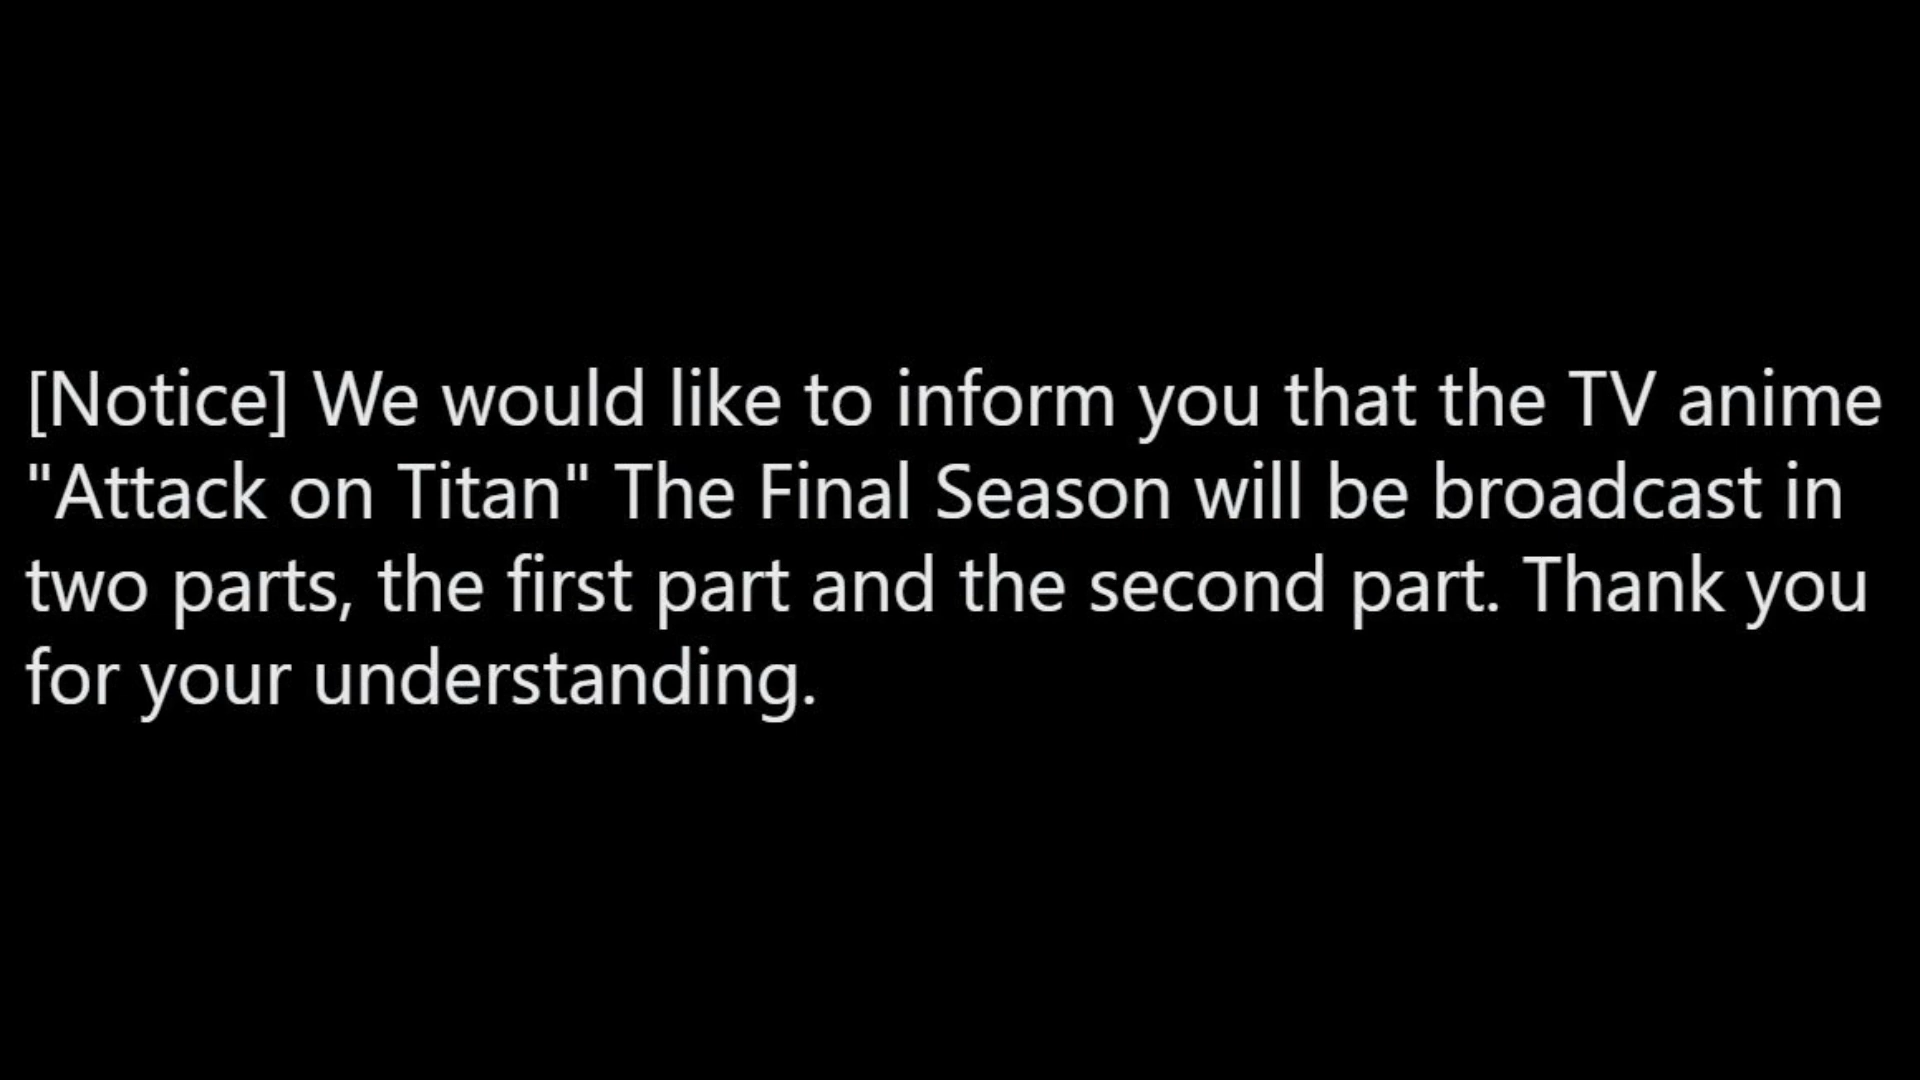 [Notice] We would like to inform you that the TV anime
"Attack on Titan" The Final Season will be broadcast in
two parts, the first part and the second part. Thank you
for your understanding.